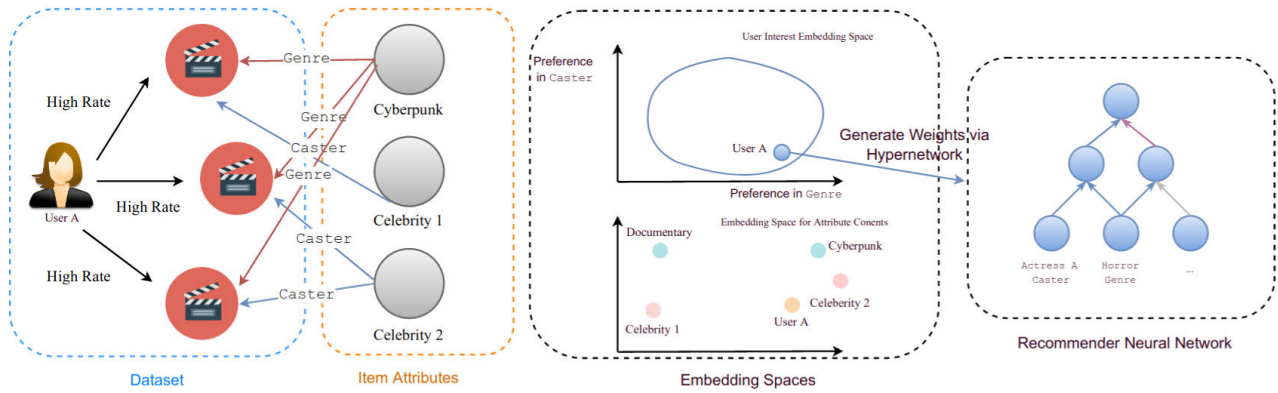 High Rate
User A
High Rate
High Rate
Dataset
Genre
Genre
Caster
Genre
Caster
Caster
Cyberpunk
Celebrity 1
Celebrity 2
Item Attributes
User Interest Embedding Space
Preference
in Caster
User A
Preference in Genre
Generate Weights via
Hypernetwork
Embedding Space for Attribute Conents
Documentary
Cyberpunk
Celeberity 2
Celebrity 1
User A
Embedding Spaces
Actress A
Caster
Horror
Genre
...
Recommender Neural Network